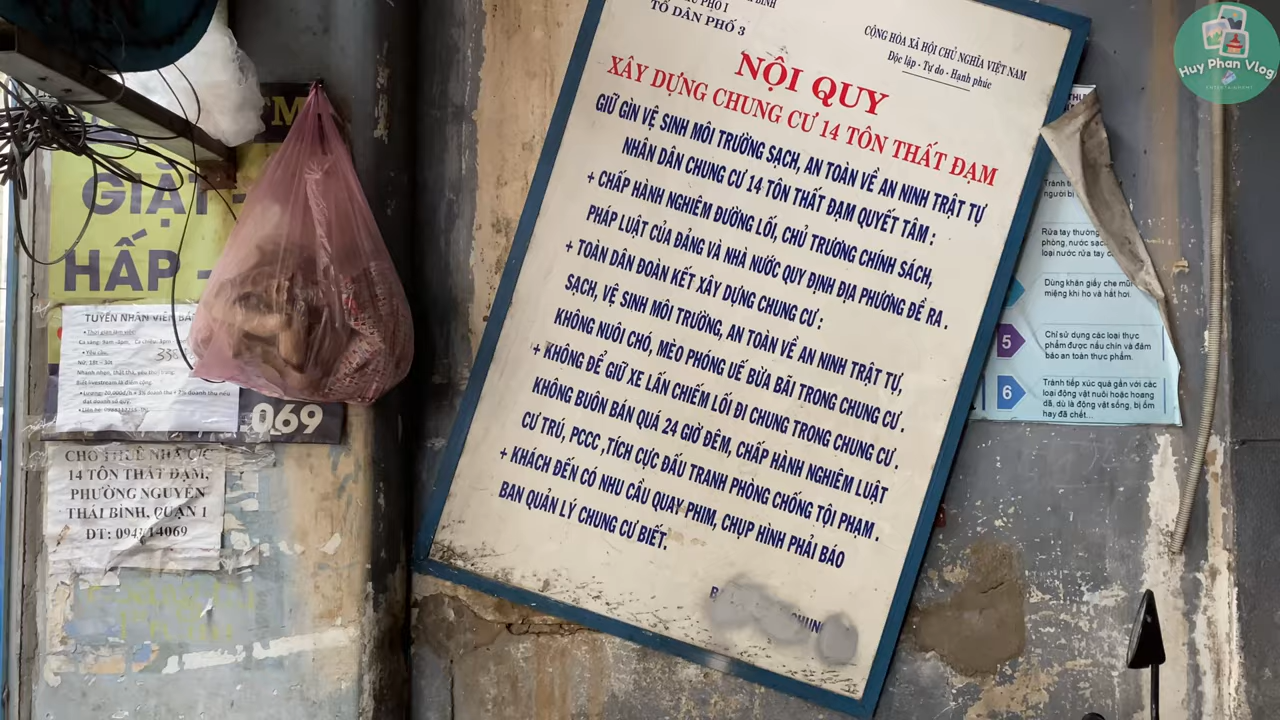 TỔ DÂN PHỐ 3
CỘNG HÒA XÃ HỘI CHỦ NGHĨA VIỆT NAM
Độc lập - Tự do - Hạnh phúc
NỘI QUY
XÂY DỰNG CHUNG CƯ 14 TÔN THẤT ĐẠM
GIỮ GÌN VỆ SINH MÔI TRƯỜNG SẠCH, AN TOÀN VỀ AN NINH TRẬT TỰ
NHÂN DÂN CHUNG CƯ 14 TÔN THẤT ĐẠM QUYẾT TÂM :
+ CHẤP HÀNH NGHIÊM ĐƯỜNG LỐI, CHỦ TRƯƠNG CHÍNH SÁCH,
PHÁP LUẬT CỦA ĐẢNG VÀ NHÀ NƯỚC QUY ĐỊNH ĐỊA PHƯƠNG ĐỀ RA .
+ TOÀN DÂN ĐOÀN KẾT XÂY DỰNG CHUNG CƯ :
SẠCH, VỆ SINH MÔI TRƯỜNG, AN TOÀN VỀ AN NINH TRẬT TỰ,
KHÔNG NUÔI CHÓ, MÈO PHÓNG UẾ BỪA BÃI TRONG CHUNG CƯ .
+ KHÔNG ĐỂ GIỮ XE LẤN CHIẾM LỐI ĐI CHUNG TRONG CHUNG CƯ .
KHÔNG BUÔN BÁN QUÁ 24 GIỜ ĐÊM, CHẤP HÀNH NGHIÊM LUẬT
CƯ TRÚ, PCCC ,TÍCH CỰC ĐẤU TRANH PHÒNG CHỐNG TỘI PHẠM .
+ KHÁCH ĐẾN CÓ NHU CẦU QUAY PHIM, CHỤP HÌNH PHẢI BÁO
BAN QUẢN LÝ CHUNG CƯ BIẾT.
GIẶT -
HẤP -
TUYỂN NHÂN VIÊN
069
CHO THUÊ NHÀ C/C
14 TÔN THẤT ĐẠM,
PHƯỜNG NGUYỄN
THÁI BÌNH, QUẬN 1
Tránh
người bị
Rửa tay thường
phòng, nước
loại nước rửa tay
Dùng khăn giấy che
miệng khi ho và hắt hơi.
5
Chỉ sử dụng các loại thực
phẩm được nấu chín và đảm
bảo an toàn thực phẩm.
6
Tránh tiếp xúc gần với các
loại động vật nuôi hoặc hoang
dã, dù là động vật sống, bị ốm
hay đã chết...
Huy Phan Vlog
ENTERTAINMENT